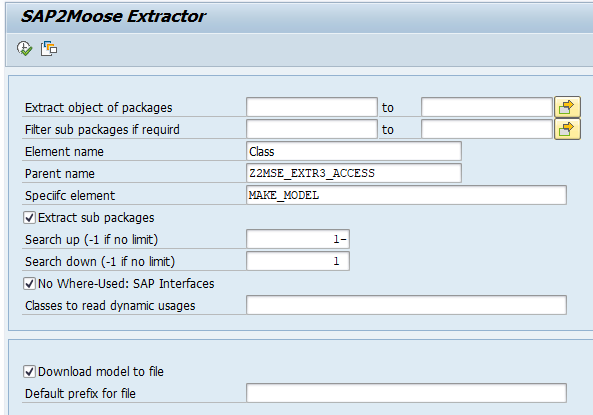 SAP2Moose Extractor
Extract object of packages to
Filter sub packages if requird to
Element name Class
Parent name Z2MSE_EXTR3_ACCESS
Speciifc element MAKE_MODEL
Extract sub packages
Search up (-1 if no limit) 1-
Search down (-1 if no limit) 1
No Where-Used: SAP Interfaces
Classes to read dynamic usages
Download model to file
Default prefix for file